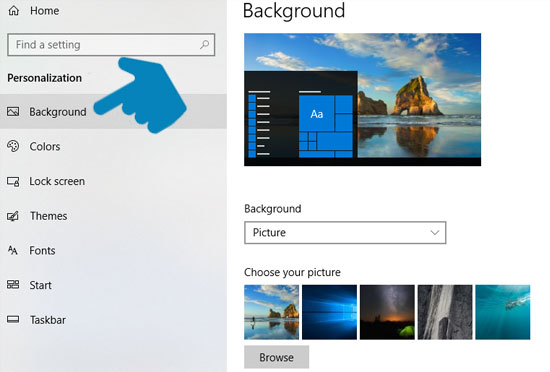 Home
Find a setting
Personalization
Background
Colors
Lock screen
Themes
Fonts
Start
Taskbar
Background
Aa
Background
Picture
Choose your picture
Browse